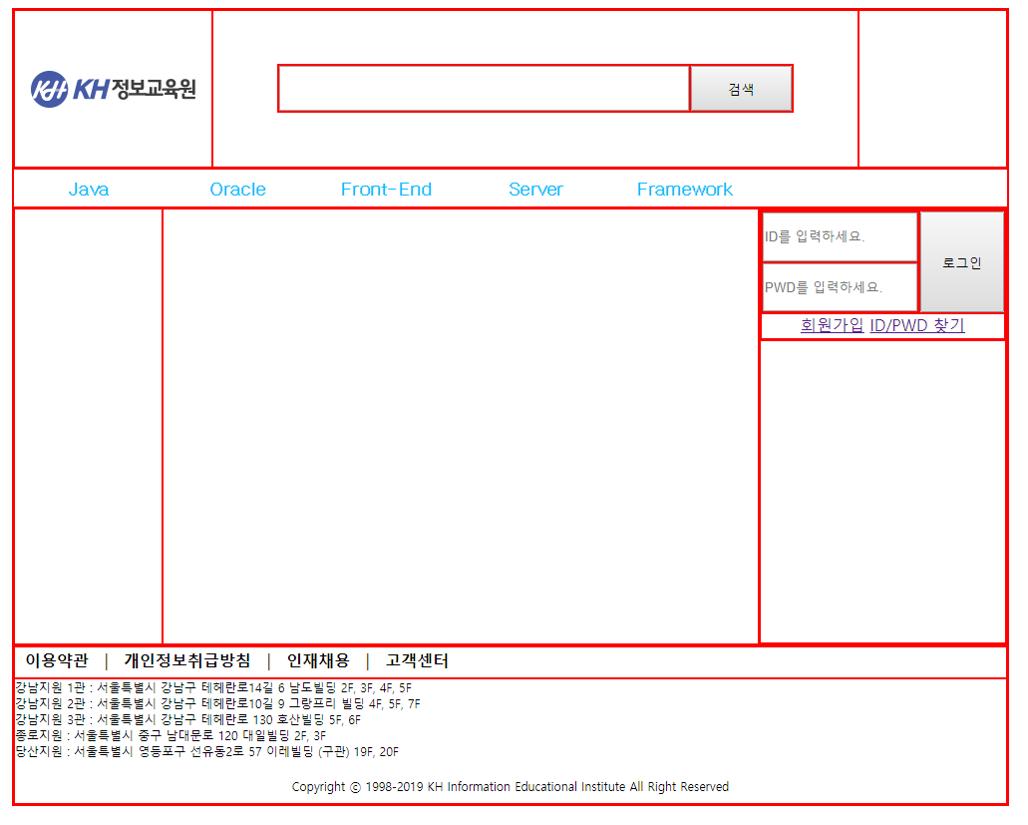 KH KH 정보교육원
검색
Java Oracle Front-End Server Framework
ID를 입력하세요.
로그인
PWD를 입력하세요.
회원가입 ID/PWD 찾기
이용약관 | 개인정보취급방침 | 인재채용 | 고객센터
강남지원 1관 : 서울특별시 강남구 테헤란로14길 6 남도빌딩 2F, 3F, 4F, 5F
강남지원 2관 : 서울특별시 강남구 테헤란로10길 9 그랑프리 빌딩 4F, 5F, 7F
강남지원 3관 : 서울특별시 강남구 테헤란로 130 호산빌딩 5F, 6F
종로지원 : 서울특별시 중구 남대문로 120 대일빌딩 2F, 3F
당산지원 : 서울특별시 영등포구 선유동2로 57 이레빌딩 (구관) 19F, 20F
Copyright ⓒ 1998-2019 KH Information Educational Institute All Right Reserved